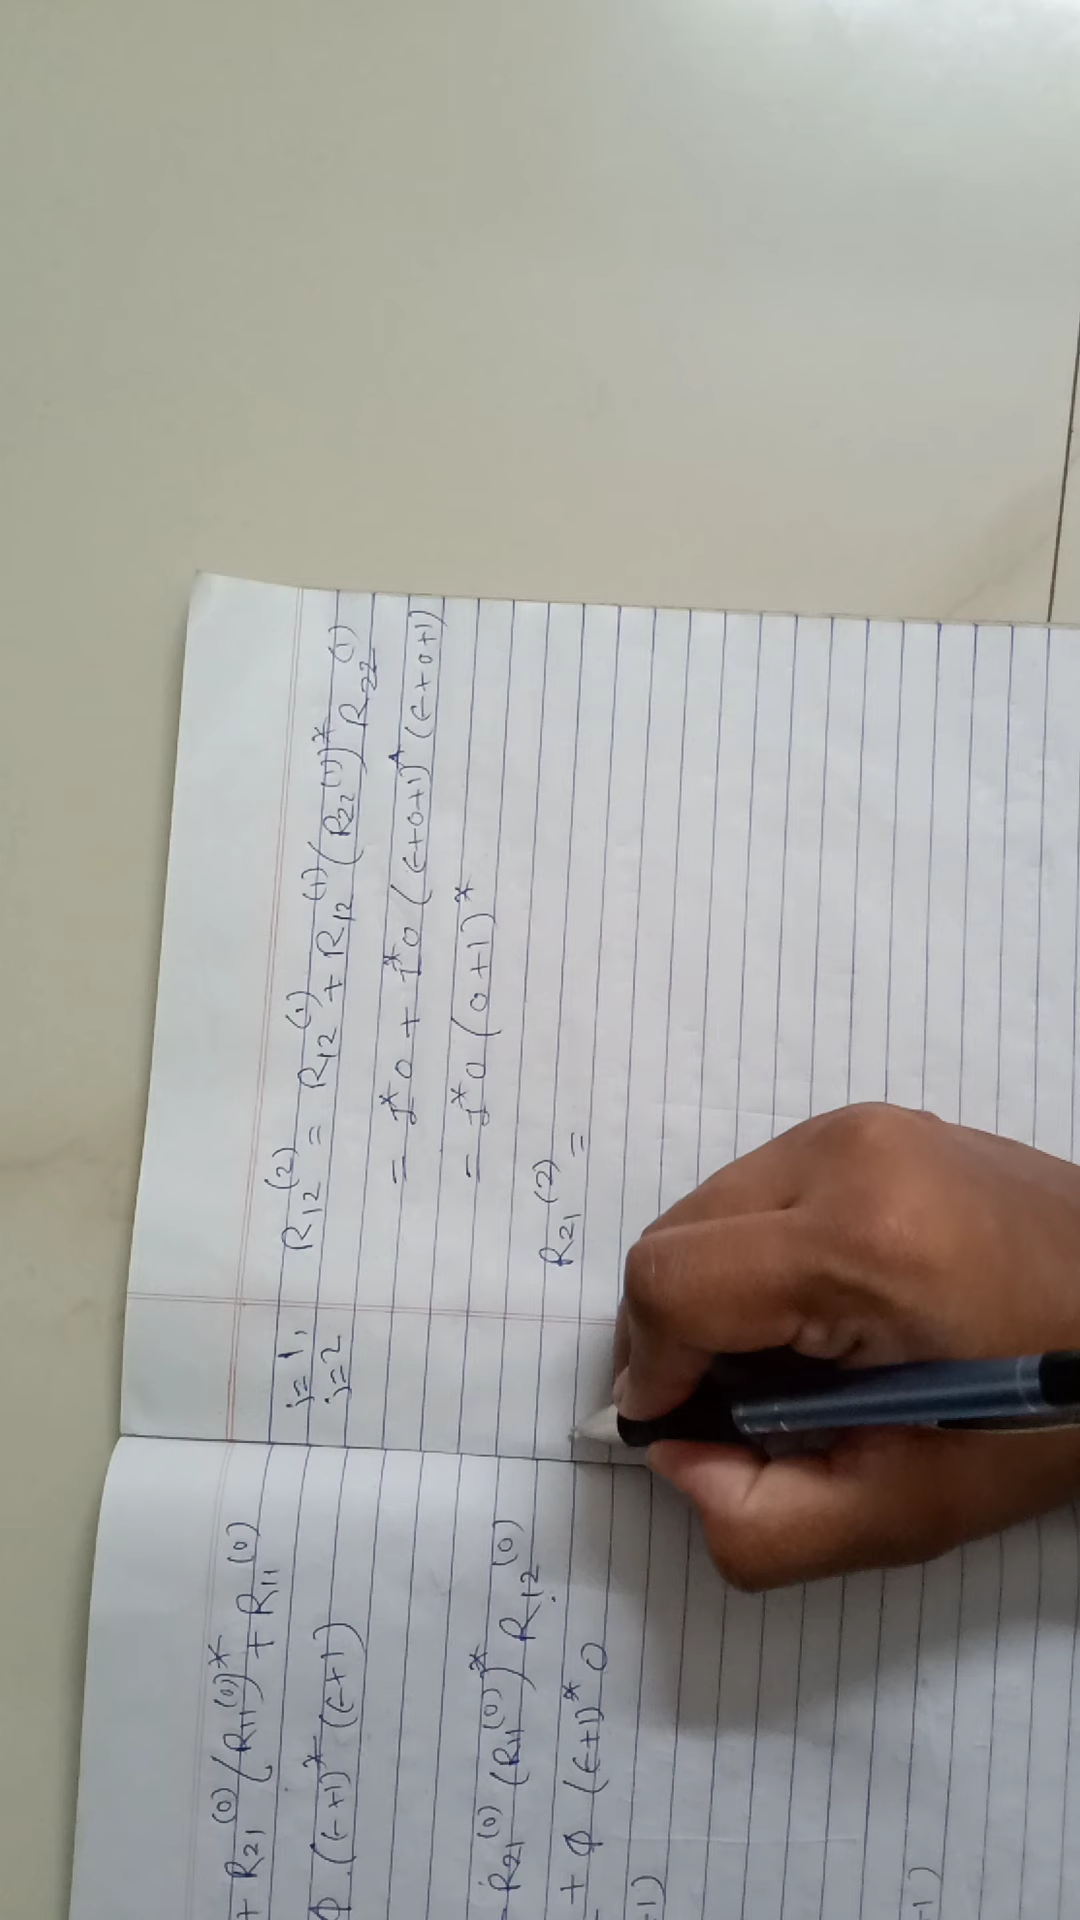 + R21^(0) (R11^(0))* + R11^(0)
ϕ . (ϵ+1)* (ϵ+1)
R21^(0) (R11^(0))* R12^(0)
+ ϕ (ϵ+1)* 0
1)
-1)
i=1, R12^(2) = R12^(1) + R12^(1) (R22^(1))* R22^(1)
j=2
= 1*0 + 1*0 (ϵ+0+1)* (ϵ+0+1)
= 1*0 (0+1)*
R21^(2) =